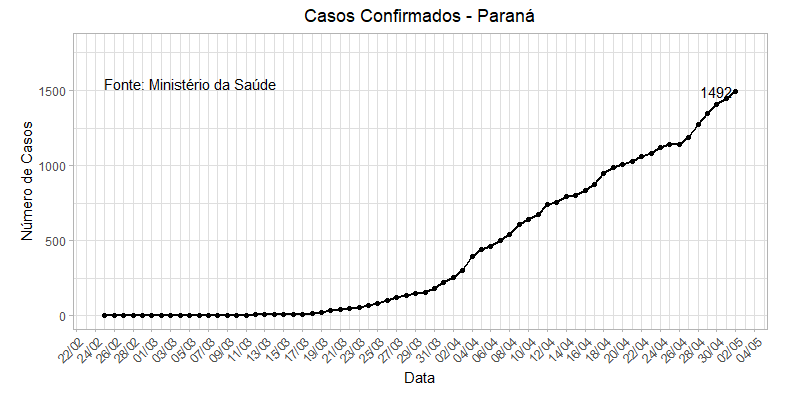 Casos Confirmados - Paraná
Fonte: Ministério da Saúde
1492
1500
1000
500
0
Número de Casos
22/02 24/02 26/02 28/02 01/03 03/03 05/03 07/03 09/03 11/03 13/03 15/03 17/03 19/03 21/03 23/03 25/03 27/03 29/03 31/03 02/04 04/04 06/04 08/04 10/04 12/04 14/04 16/04 18/04 20/04 22/04 24/04 26/04 28/04 30/04 02/05 04/05
Data